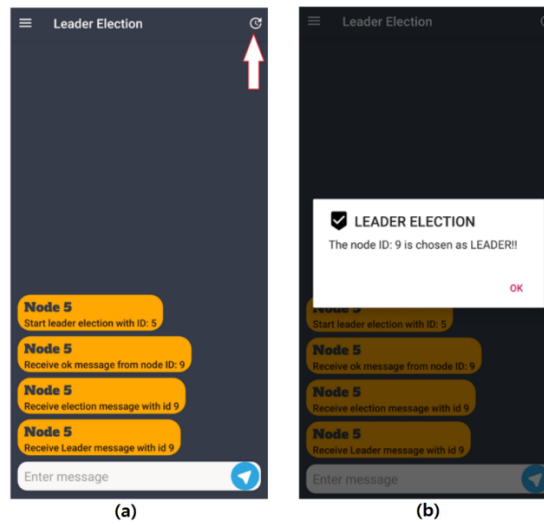 Leader Election
Node 5
Start leader election with ID: 5
Node 5
Receive ok message from node ID: 9
Node 5
Receive election message with id 9
Node 5
Receive Leader message with id 9
Enter message
(a)
Leader Election
LEADER ELECTION
The node ID: 9 is chosen as LEADER!!
OK
Node 5
Start leader election with ID: 5
Node 5
Receive ok message from node ID: 9
Node 5
Receive election message with id 9
Node 5
Receive Leader message with id 9
Enter message
(b)